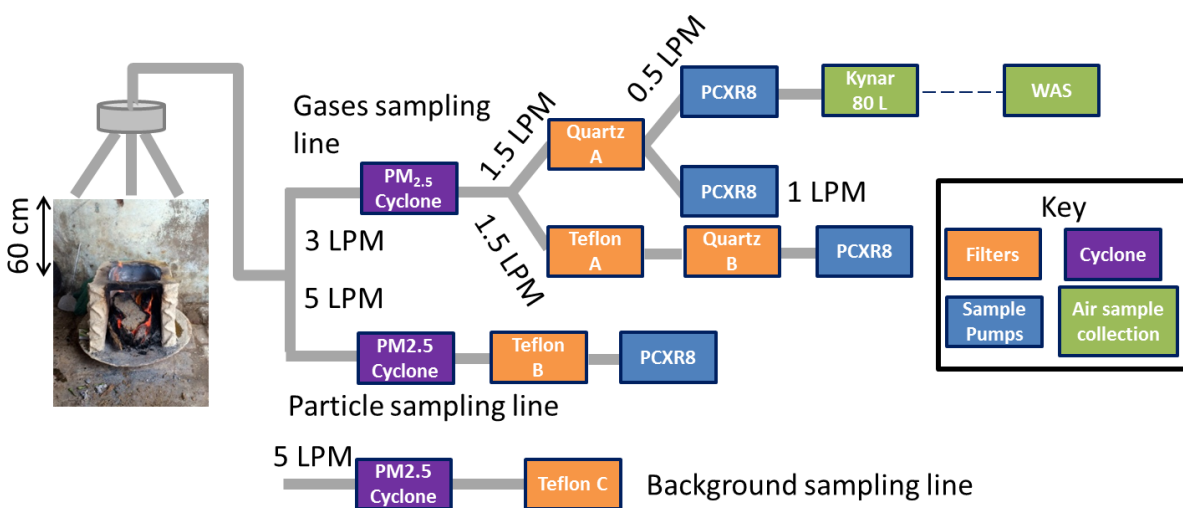 60 cm
Gases sampling
line
3 LPM
5 LPM
PM2.5
Cyclone
1.5 LPM
1.5 LPM
Quartz
A
0.5 LPM
PCXR8
Kynar
80 L
WAS
PCXR8
1 LPM
Teflon
A
Quartz
B
PCXR8
PM2.5
Cyclone
Teflon
B
PCXR8
Particle sampling line
5 LPM
PM2.5
Cyclone
Teflon C
Background sampling line
Key
Filters
Cyclone
Sample
Pumps
Air sample
collection